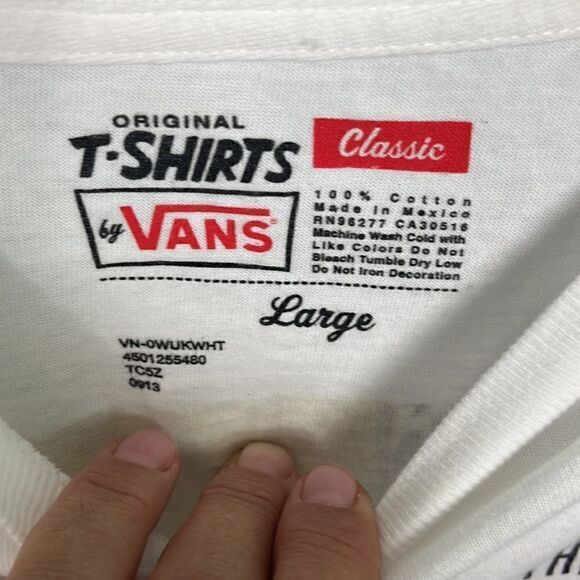 ORIGINAL
T-SHIRTS
by VANS
Classic
100% Cotton
Made in Mexico
RN96277 CA30516
Machine Wash Cold with
Like Colors Do Not
Bleach Tumble Dry Low
Do Not Iron Decoration
Large
VN-0WUKWHT
4501255480
TC5Z
0913